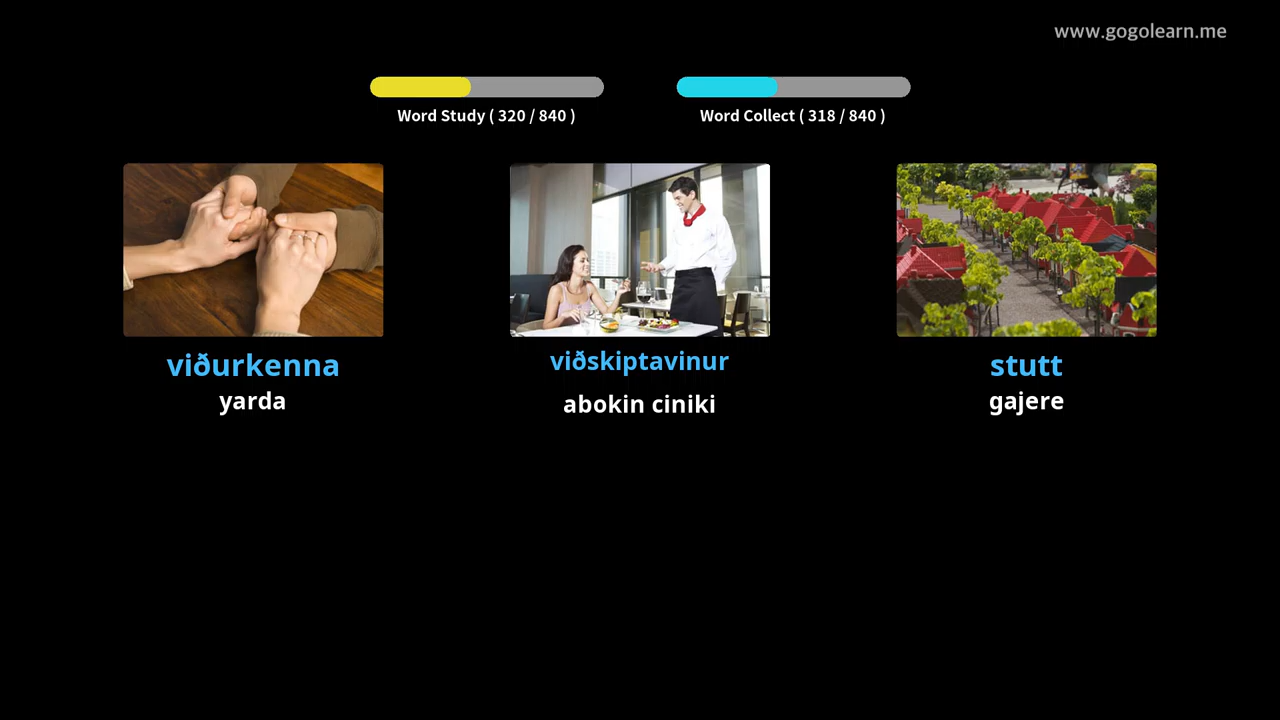 www.gogolearn.me
Word Study ( 320 / 840 )
Word Collect ( 318 / 840 )
viðurkenna
yarda
viðskiptavinur
abokin ciniki
stutt
gajere